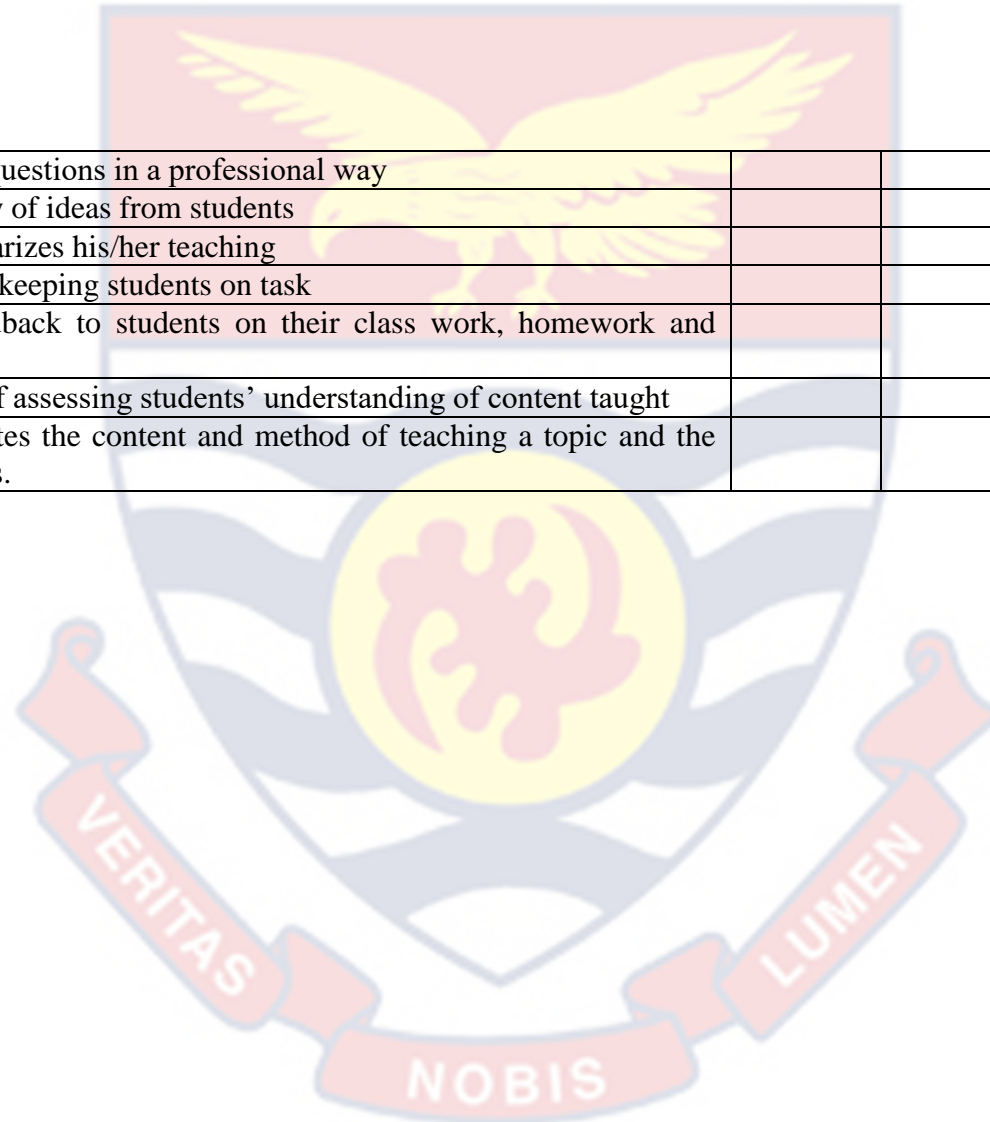 uestions in a professional way
y of ideas from students
arizes his/her teaching
keeping students on task
back to students on their class work, homework and
f assessing students’ understanding of content taught
tes the content and method of teaching a topic and the
s.
VERITAS
NOBIS
LUMEN